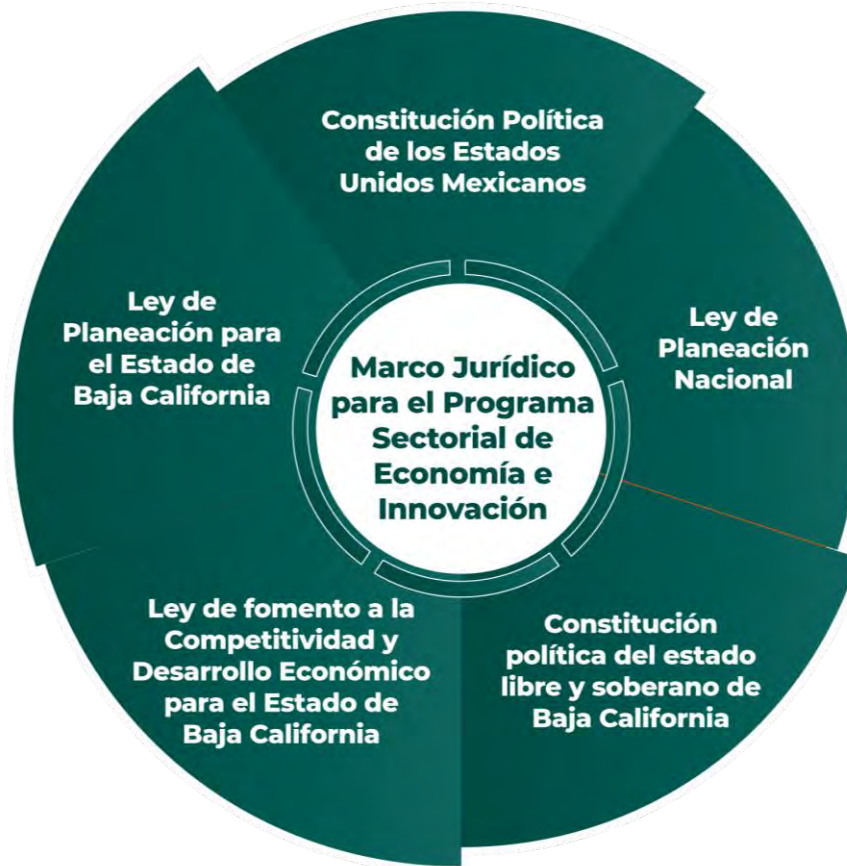 Constitución Política
de los Estados
Unidos Mexicanos
Ley de
Planeación
Nacional
Constitución
política del estado
libre y soberano de
Baja California
Ley de fomento a la
Competitividad y
Desarrollo Económico
para el Estado de
Baja California
Ley de
Planeación para
el Estado de
Baja California
Marco Jurídico
para el Programa
Sectorial de
Economía e
Innovación